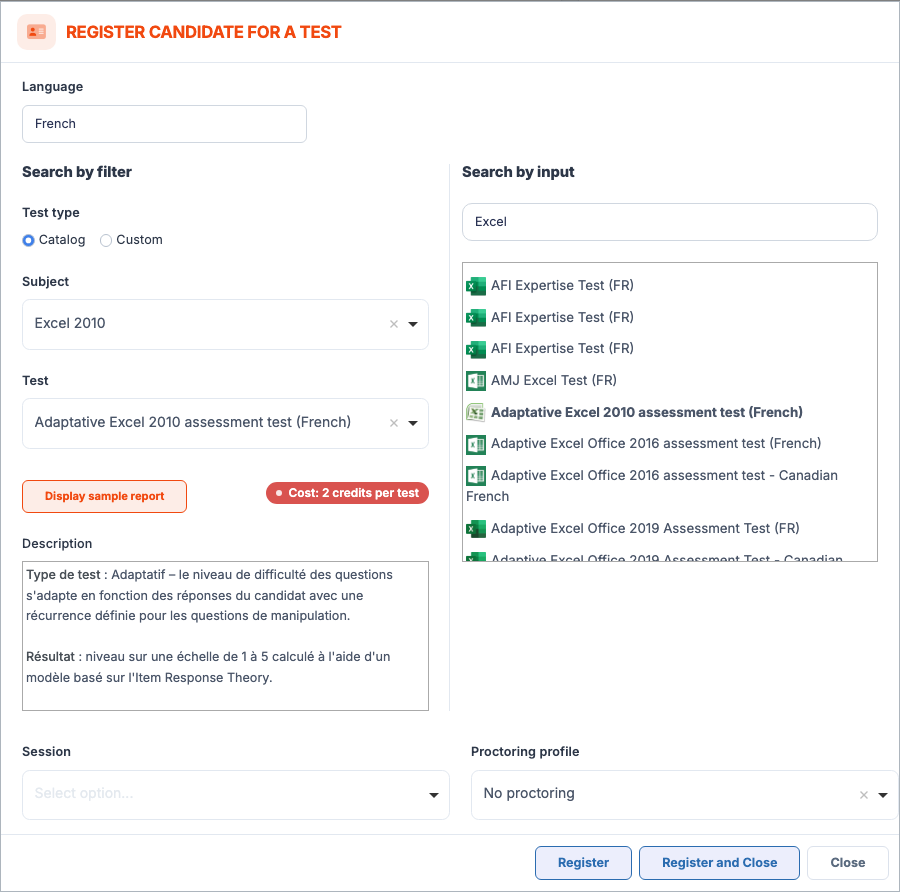 REGISTER CANDIDATE FOR A TEST
Language
French
Search by filter
Test type
Catalog
Custom
Subject
Excel 2010
Test
Adaptative Excel 2010 assessment test (French)
Display sample report
Cost: 2 credits per test
Description
Type de test : Adaptatif – le niveau de difficulté des questions
s'adapte en fonction des réponses du candidat avec une
récurrence définie pour les questions de manipulation.
Résultat : niveau sur une échelle de 1 à 5 calculé à l'aide d'un
modèle basé sur l'Item Response Theory.
Search by input
Excel
AFI Expertise Test (FR)
AFI Expertise Test (FR)
AFI Expertise Test (FR)
AMJ Excel Test (FR)
Adaptative Excel 2010 assessment test (French)
Adaptive Excel Office 2016 assessment test (French)
Adaptive Excel Office 2016 assessment test - Canadian
French
Adaptive Excel Office 2019 Assessment Test (FR)
Adaptive Excel Office 2019 Assessment Test - Canadian
Session
Select option...
Proctoring profile
No proctoring
Register
Register and Close
Close